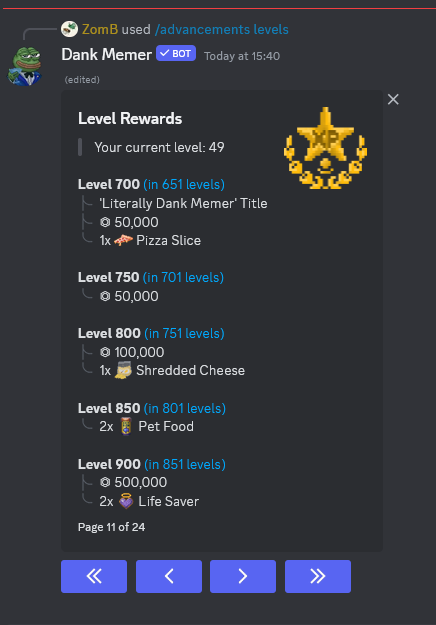 ZomB used /advancements levels
Dank Memer BOT Today at 15:40
(edited)
Level Rewards
XP
Your current level: 49
Level 700 (in 651 levels)
'Literally Dank Memer' Title
50,000
1x Pizza Slice
Level 750 (in 701 levels)
50,000
Level 800 (in 751 levels)
100,000
1x Shredded Cheese
Level 850 (in 801 levels)
2x Pet Food
Level 900 (in 851 levels)
500,000
2x Life Saver
Page 11 of 24